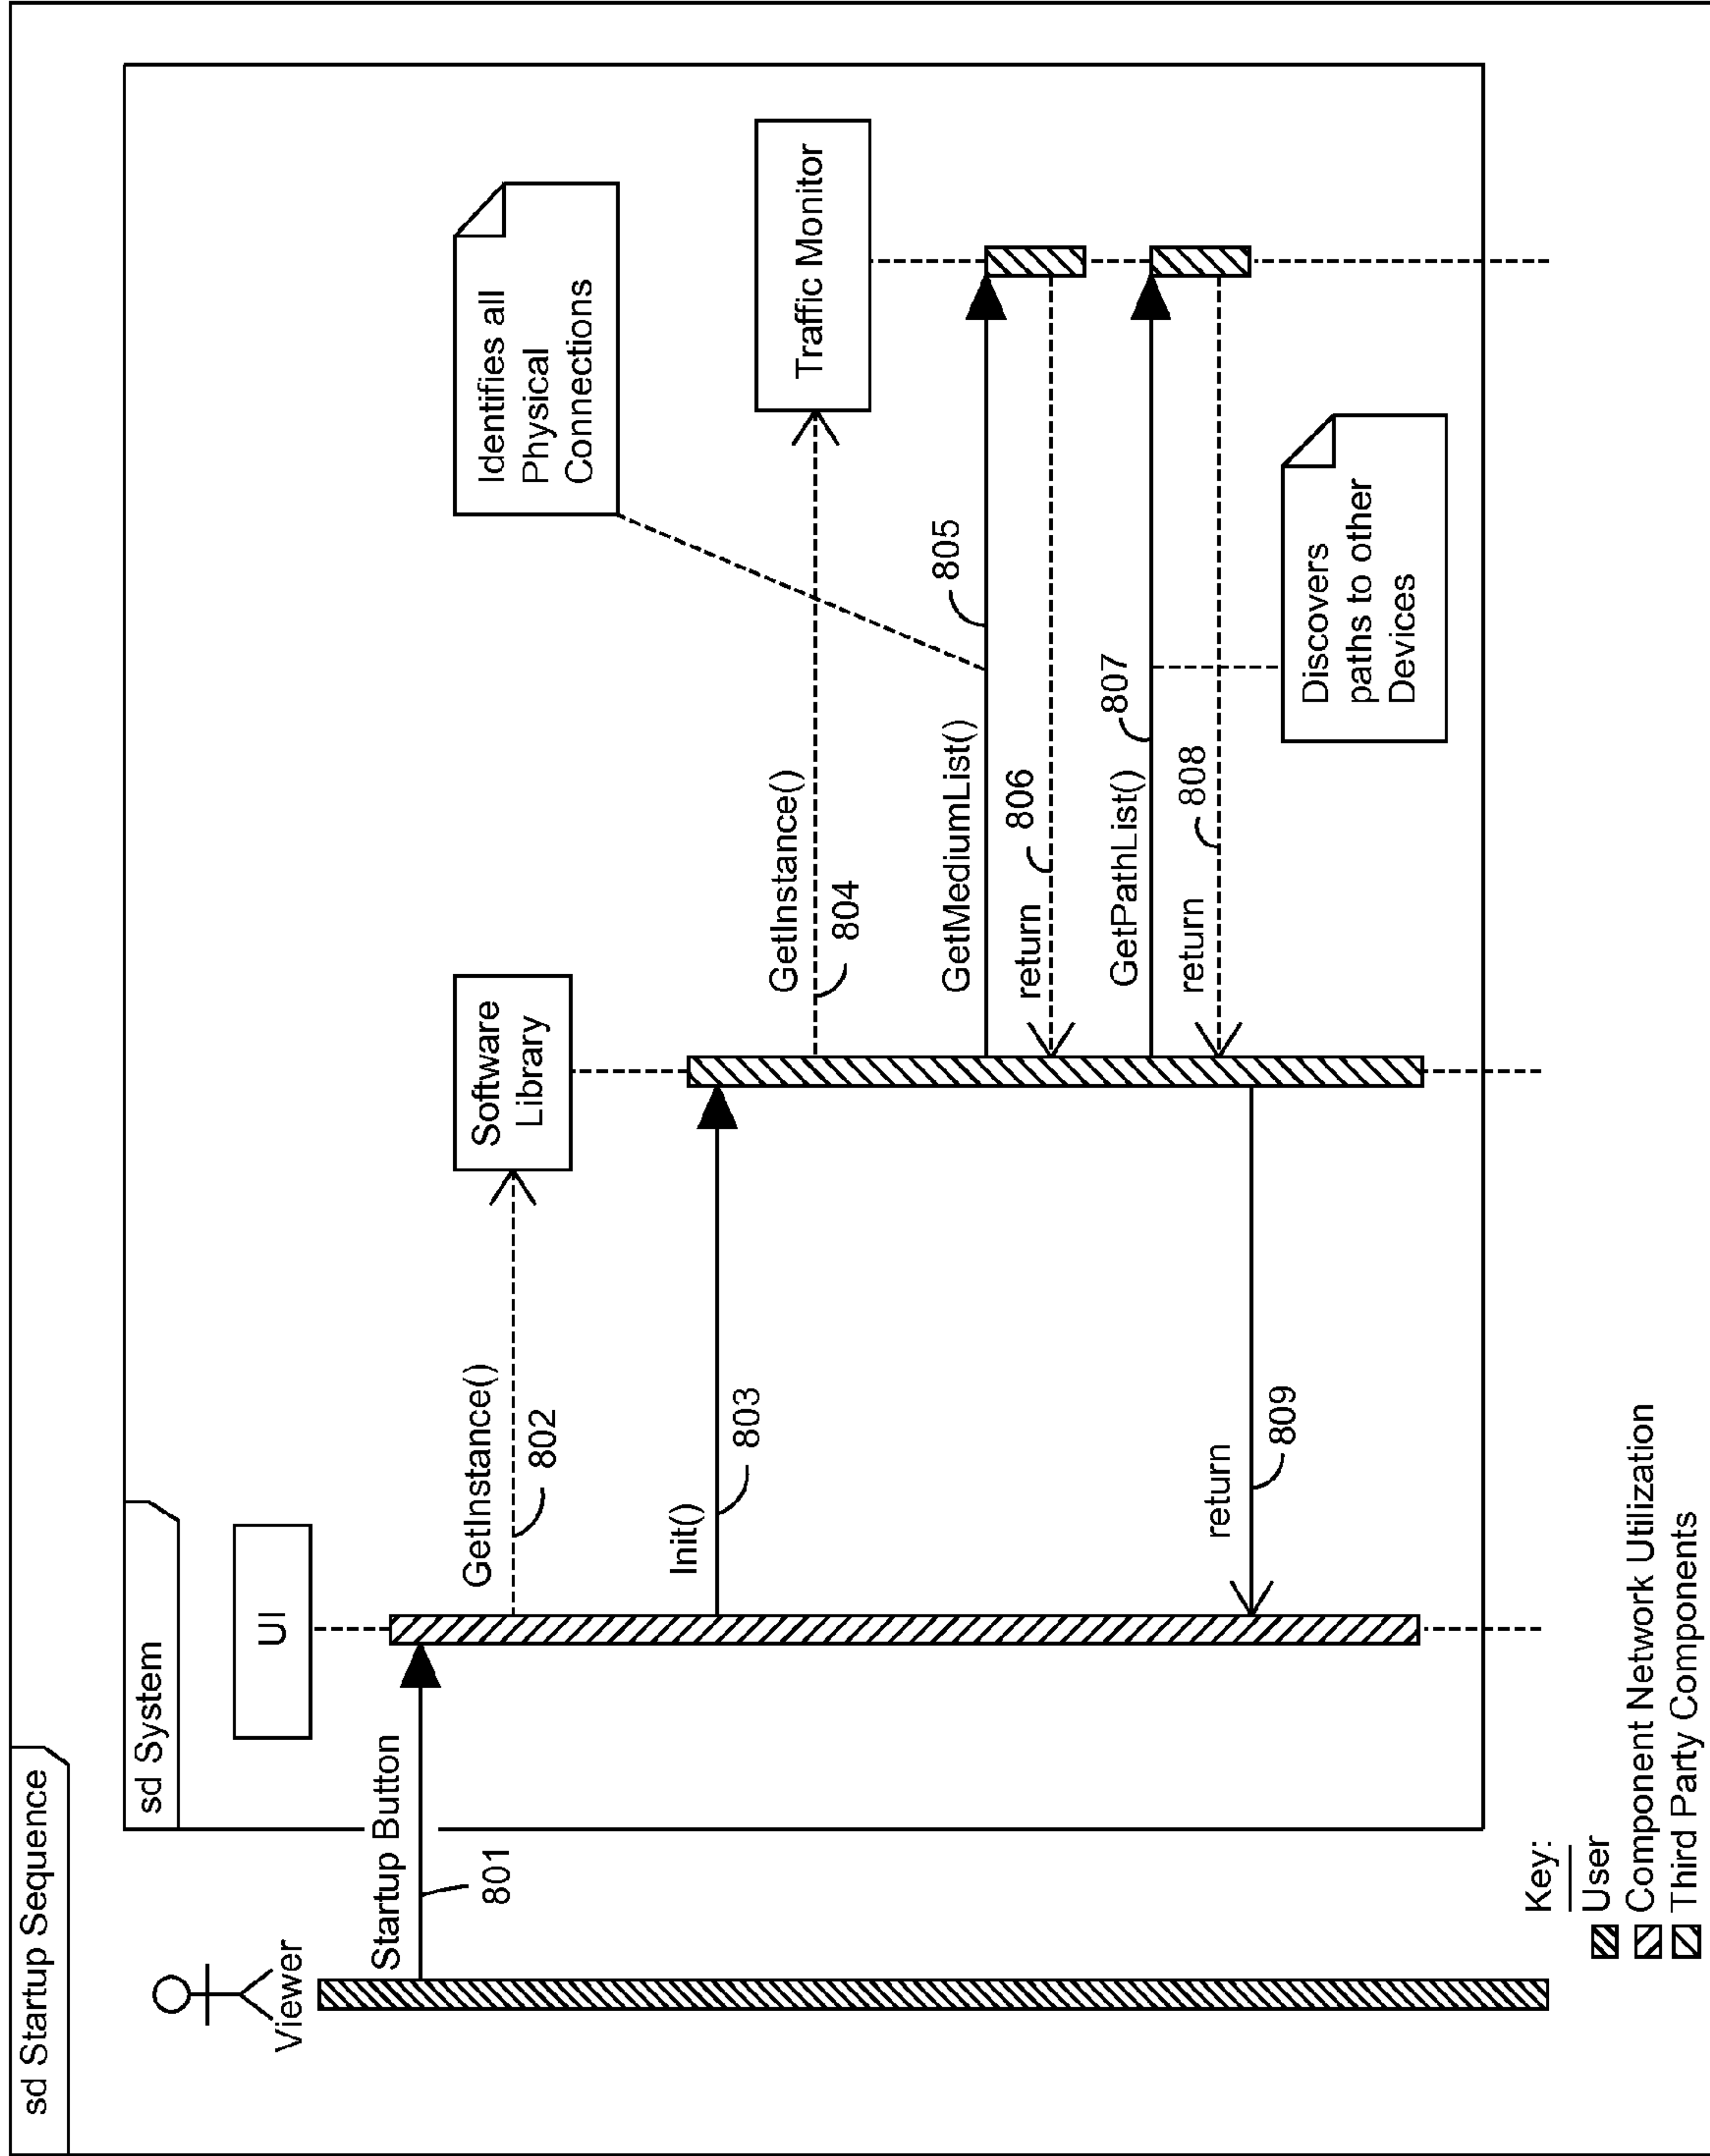 sd Startup Sequence
sd System
Viewer
UI
Startup Button
801
GetInstance()
802
Software
Library
Init()
803
GetInstance()
804
Traffic Monitor
Identifies all
Physical
Connections
GetMediumList()
805
return
806
GetPathList()
807
return
808
Discovers
paths to other
Devices
return
809
Key:
User
Component Network Utilization
Third Party Components